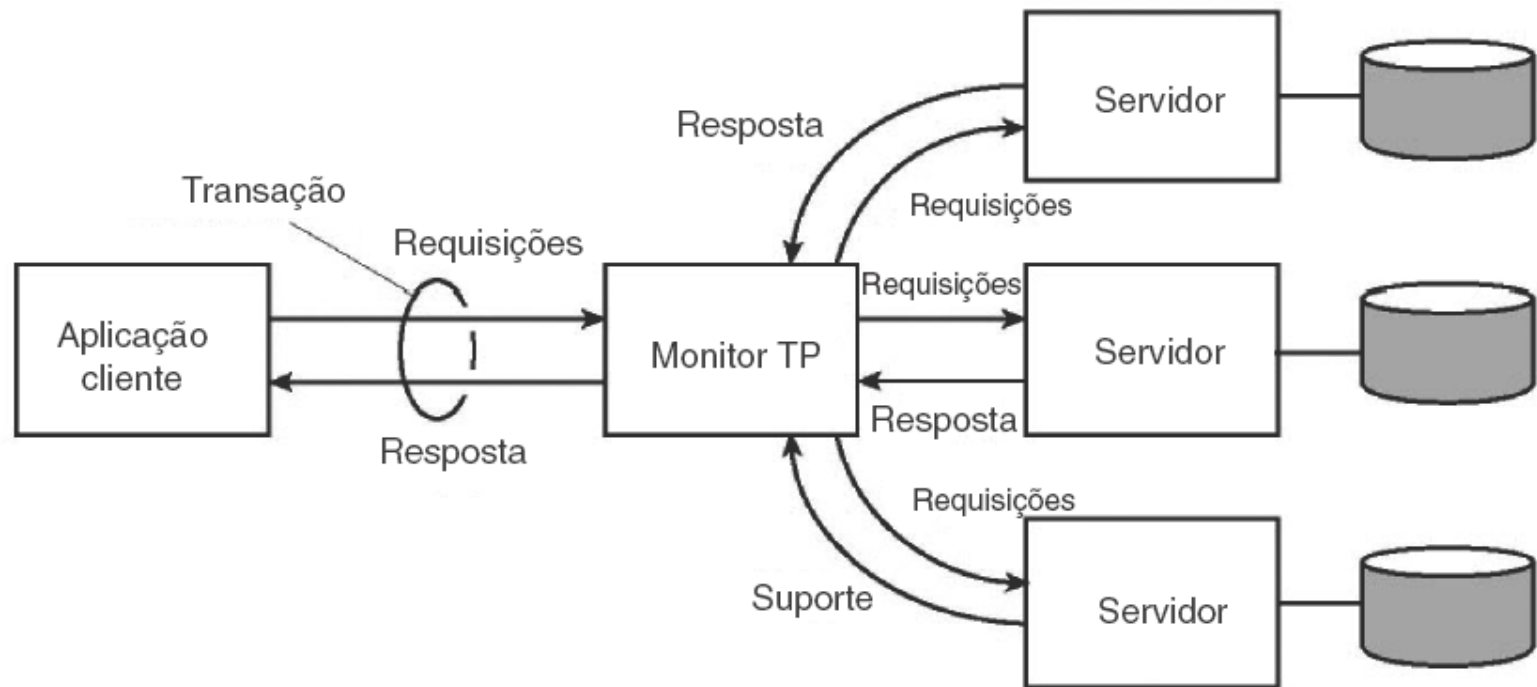 Servidor
Resposta
Transação
Requisições
Requisições
Requisições
Aplicação
cliente
Monitor TP
Servidor
Resposta
Resposta
Requisições
Suporte
Servidor